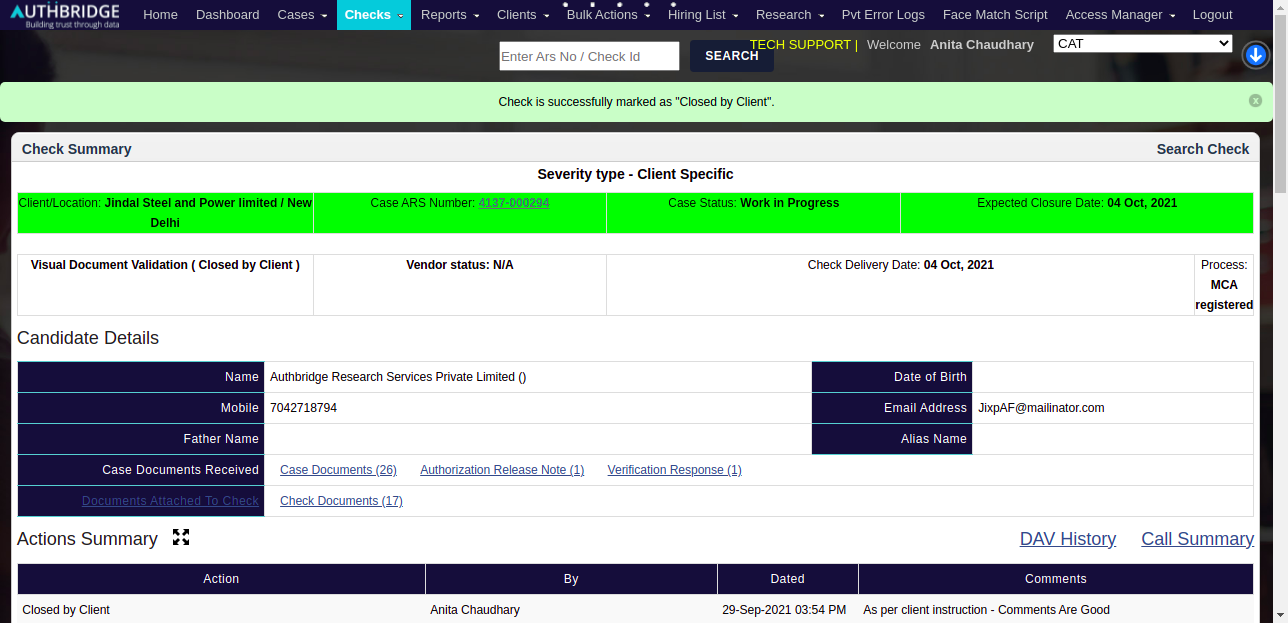 AUTHBRIDGE
Building trust through data
Home Dashboard Cases Checks Reports Clients Bulk Actions Hiring List Research Pvt Error Logs Face Match Script Access Manager Logout
Enter Ars No / Check Id SEARCH TECH SUPPORT | Welcome Anita Chaudhary CAT
Check is successfully marked as "Closed by Client".
Check Summary Search Check
Severity type - Client Specific
Client/Location: Jindal Steel and Power limited / New Delhi
Case ARS Number: 4137-000294
Case Status: Work in Progress
Expected Closure Date: 04 Oct, 2021
Visual Document Validation ( Closed by Client )
Vendor status: N/A
Check Delivery Date: 04 Oct, 2021
Process:
MCA
registered
Candidate Details
Name Authbridge Research Services Private Limited () Date of Birth
Mobile 7042718794 Email Address JixpAF@mailinator.com
Father Name Alias Name
Case Documents Received Case Documents (26) Authorization Release Note (1) Verification Response (1)
Documents Attached To Check Check Documents (17)
Actions Summary DAV History Call Summary
Action By Dated Comments
Closed by Client Anita Chaudhary 29-Sep-2021 03:54 PM As per client instruction - Comments Are Good